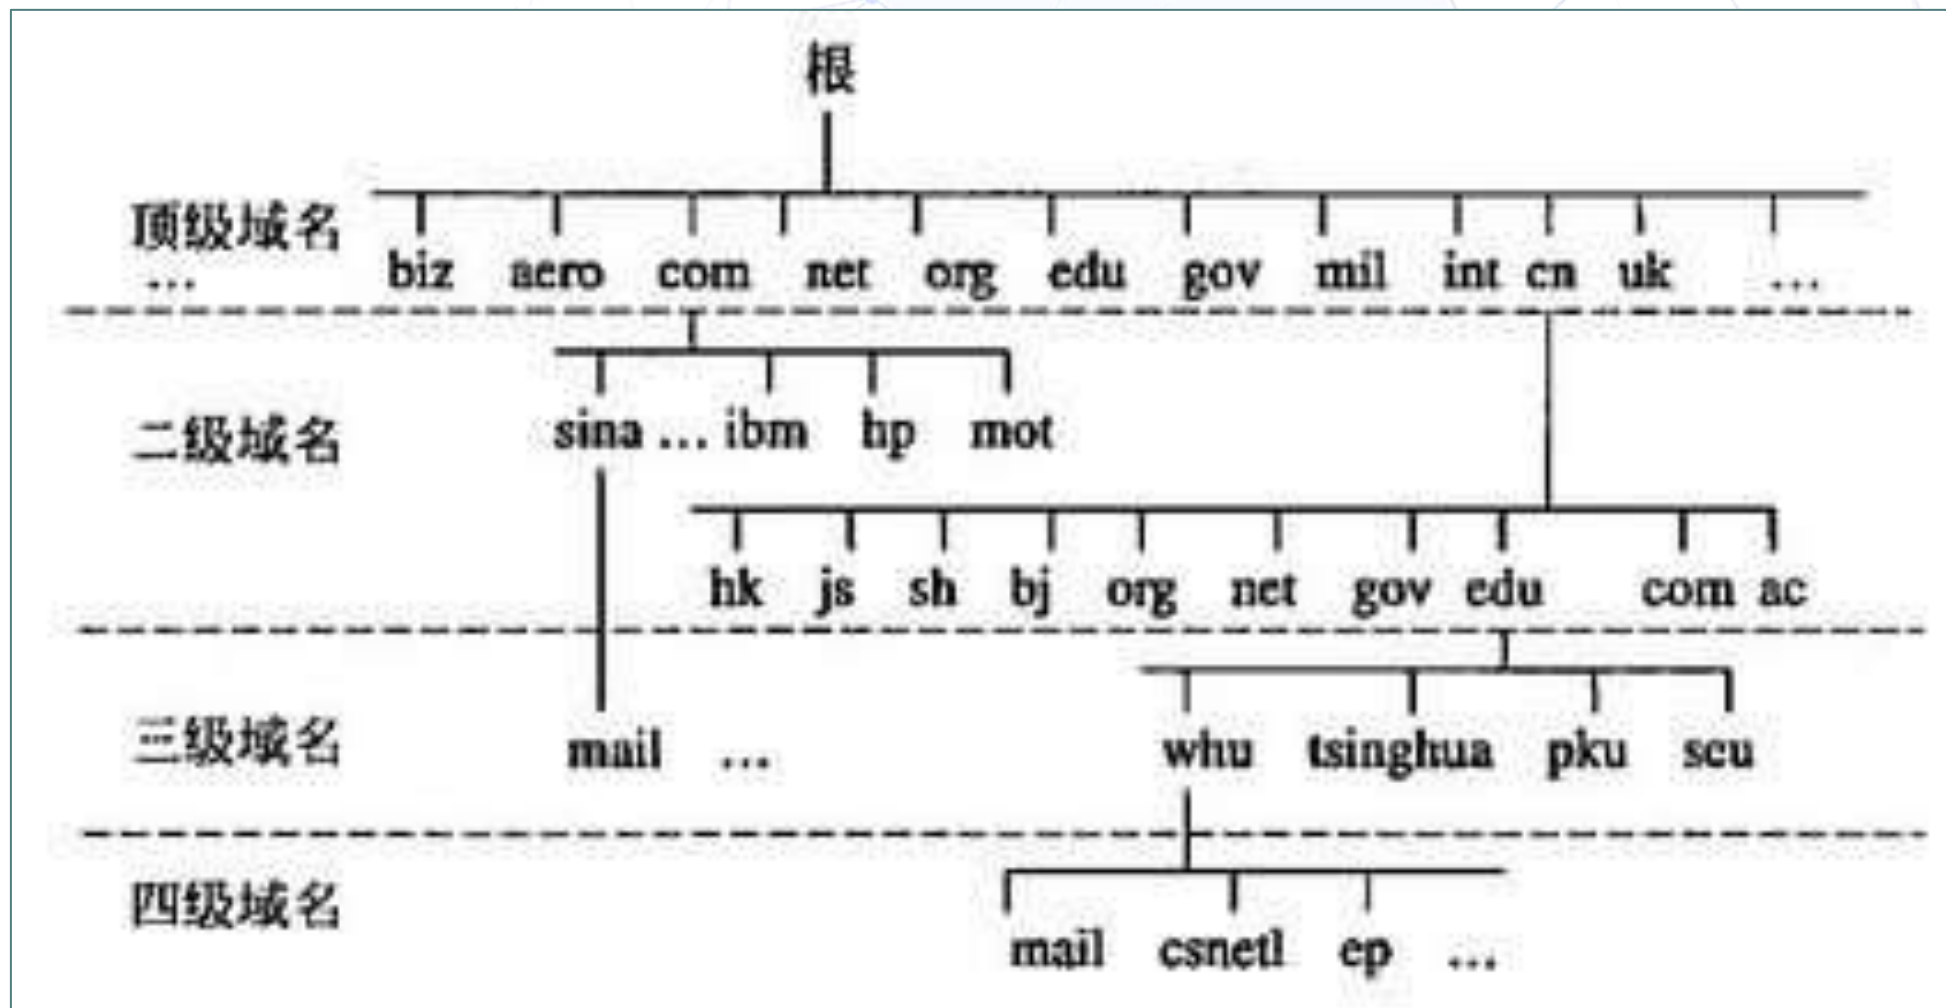 根
顶级域名
biz aero com net org edu gov mil int cn uk ...
...
二级域名
sina ... ibm hp mot
hk js sh bj org net gov edu com ac
三级域名
mail ... whu tsinghua pku scu
四级域名
mail csnetl ep ...